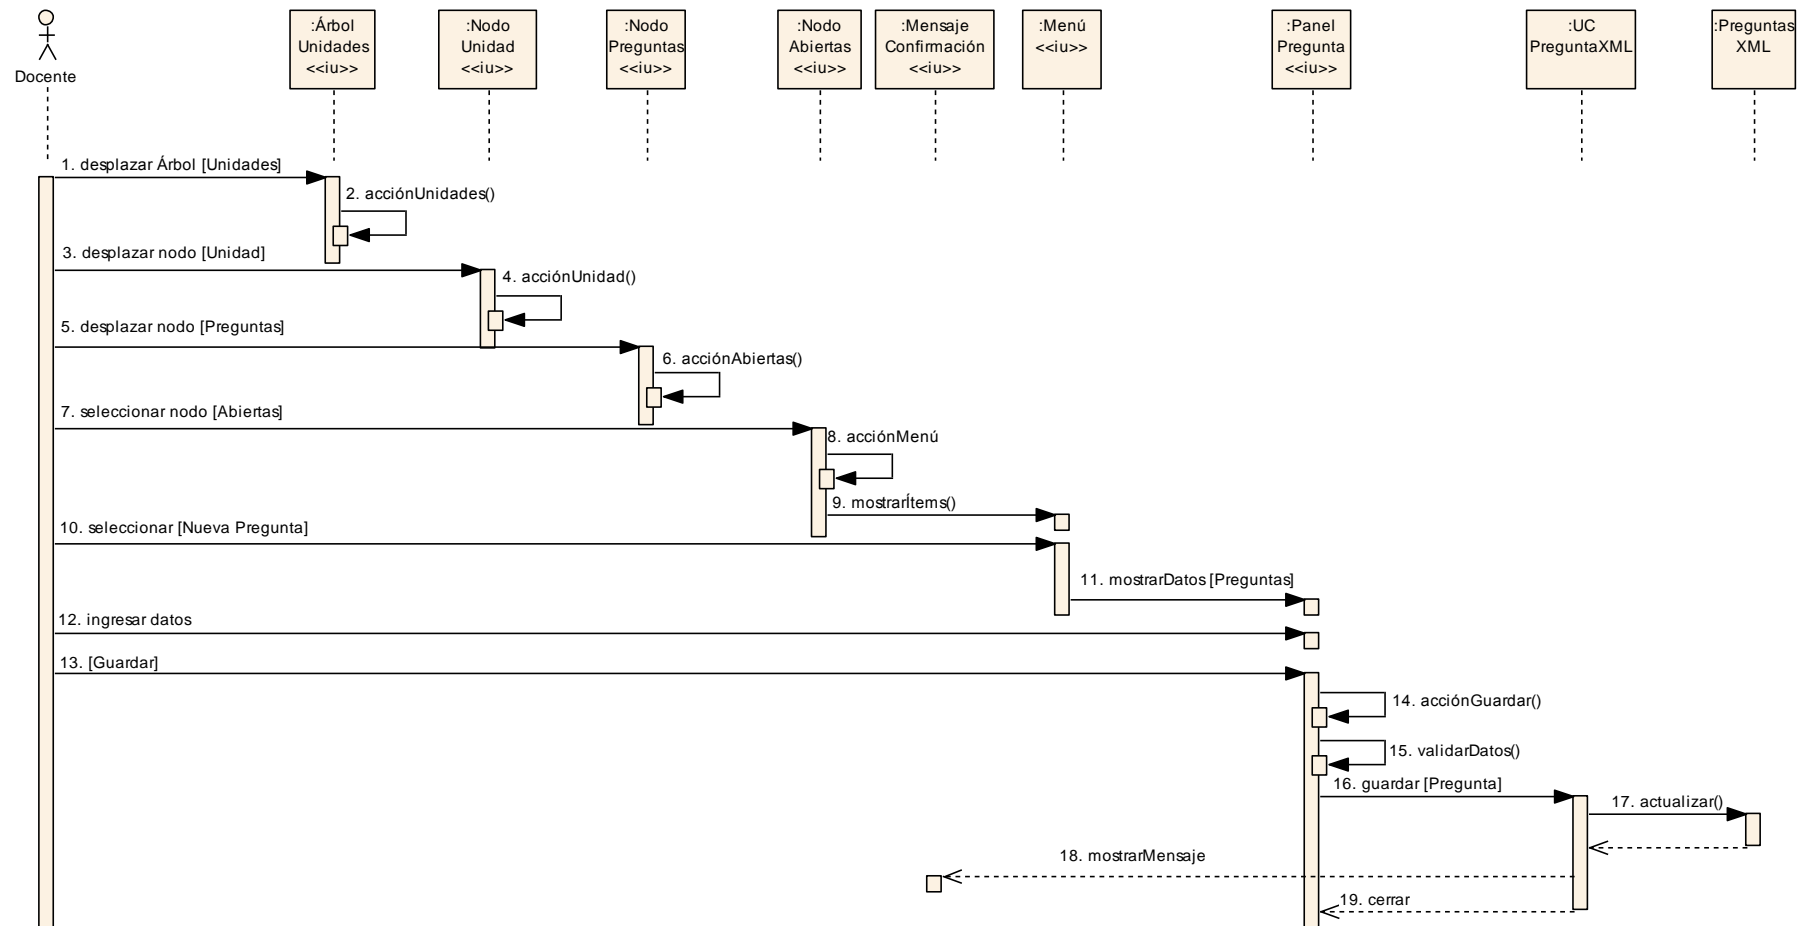 Docente
:Árbol
Unidades
<<iu>>
:Nodo
Unidad
<<iu>>
:Nodo
Preguntas
<<iu>>
:Nodo
Abiertas
<<iu>>
:Mensaje
Confirmación
<<iu>>
:Menú
<<iu>>
:Panel
Pregunta
<<iu>>
:UC
PreguntaXML
:Preguntas
XML
1. desplazar Árbol [Unidades]
2. acciónUnidades()
3. desplazar nodo [Unidad]
4. acciónUnidad()
5. desplazar nodo [Preguntas]
6. acciónAbiertas()
7. seleccionar nodo [Abiertas]
8. acciónMenú
9. mostrarÍtems()
10. seleccionar [Nueva Pregunta]
11. mostrarDatos [Preguntas]
12. ingresar datos
13. [Guardar]
14. acciónGuardar()
15. validarDatos()
16. guardar [Pregunta]
17. actualizar()
18. mostrarMensaje
19. cerrar